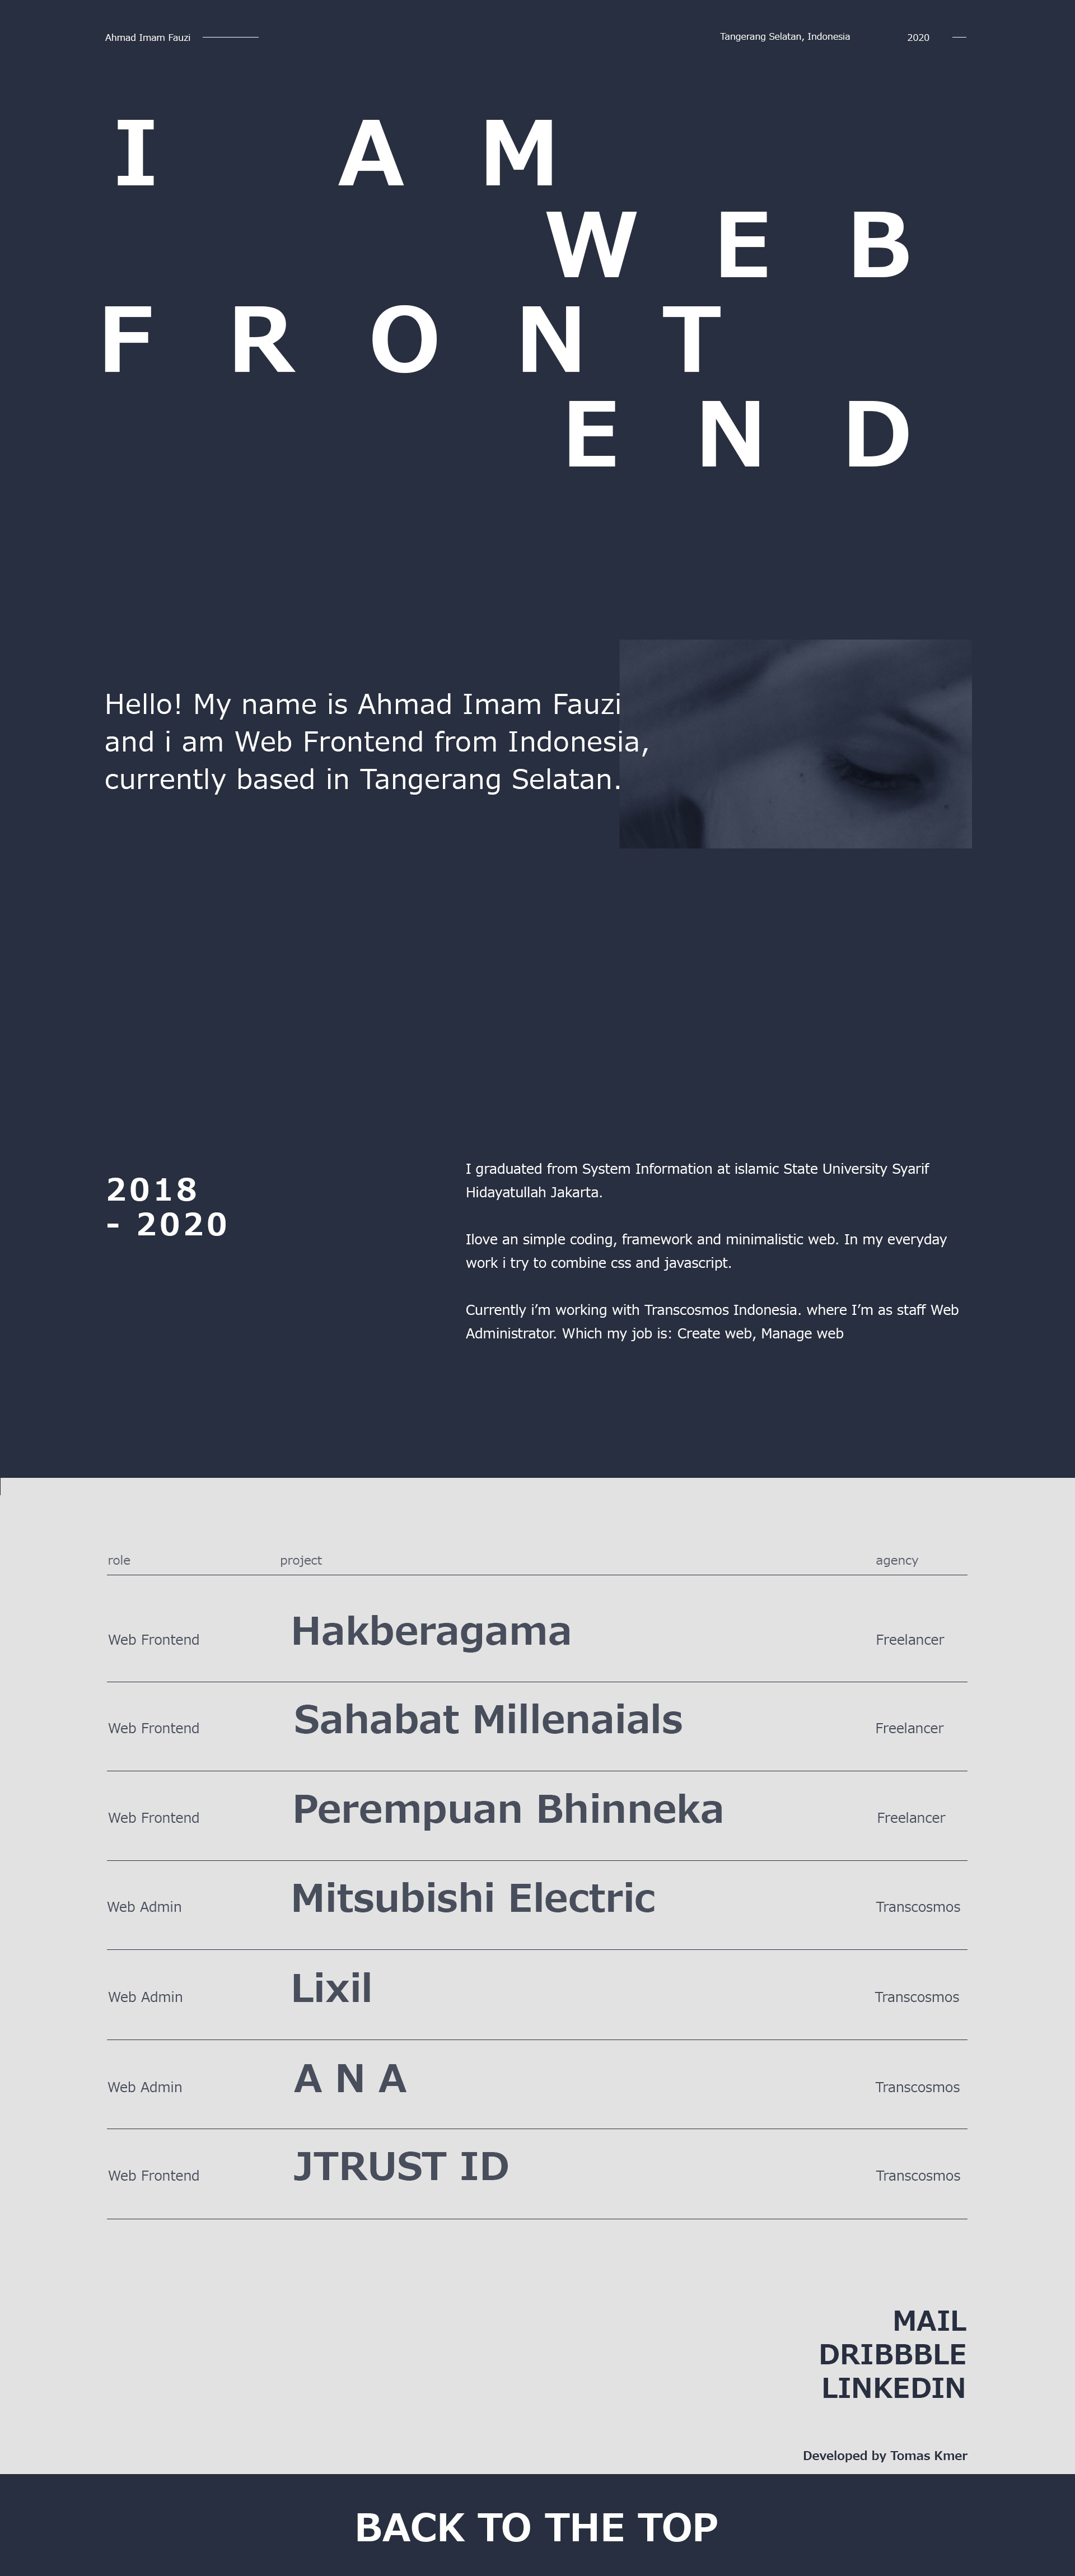 Ahmad Imam Fauzi
Tangerang Selatan, Indonesia
2020
I AM
WEB
FRONT
END
Hello! My name is Ahmad Imam Fauzi
and i am Web Frontend from Indonesia,
currently based in Tangerang Selatan.
2018
- 2020
I graduated from System Information at islamic State University Syarif
Hidayatullah Jakarta.
Ilove an simple coding, framework and minimalistic web. In my everyday
work i try to combine css and javascript.
Currently i’m working with Transcosmos Indonesia. where I’m as staff Web
Administrator. Which my job is: Create web, Manage web
role project agency
Web Frontend Hakberagama Freelancer
Web Frontend Sahabat Millenaials Freelancer
Web Frontend Perempuan Bhinneka Freelancer
Web Admin Mitsubishi Electric Transcosmos
Web Admin Lixil Transcosmos
Web Admin A N A Transcosmos
Web Frontend JTRUST ID Transcosmos
MAIL
DRIBBBLE
LINKEDIN
Developed by Tomas Kmer
BACK TO THE TOP